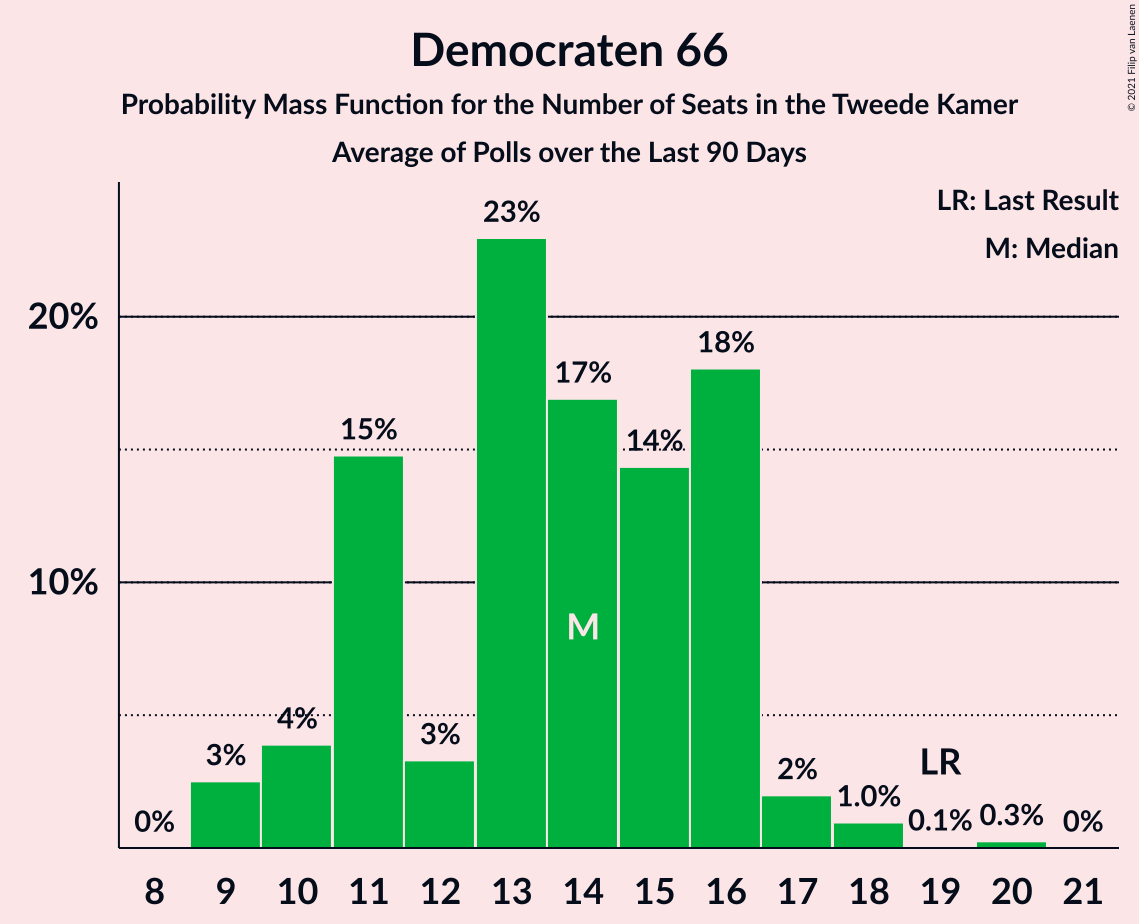 Democraten 66
Probability Mass Function for the Number of Seats in the Tweede Kamer
Average of Polls over the Last 90 Days
© 2021 Filip van Laenen
LR: Last Result
M: Median
20%
10%
0%
3%
4%
15%
3%
23%
17%
14%
18%
2%
1.0%
0.1%
0.3%
0%
M
LR
8 9 10 11 12 13 14 15 16 17 18 19 20 21